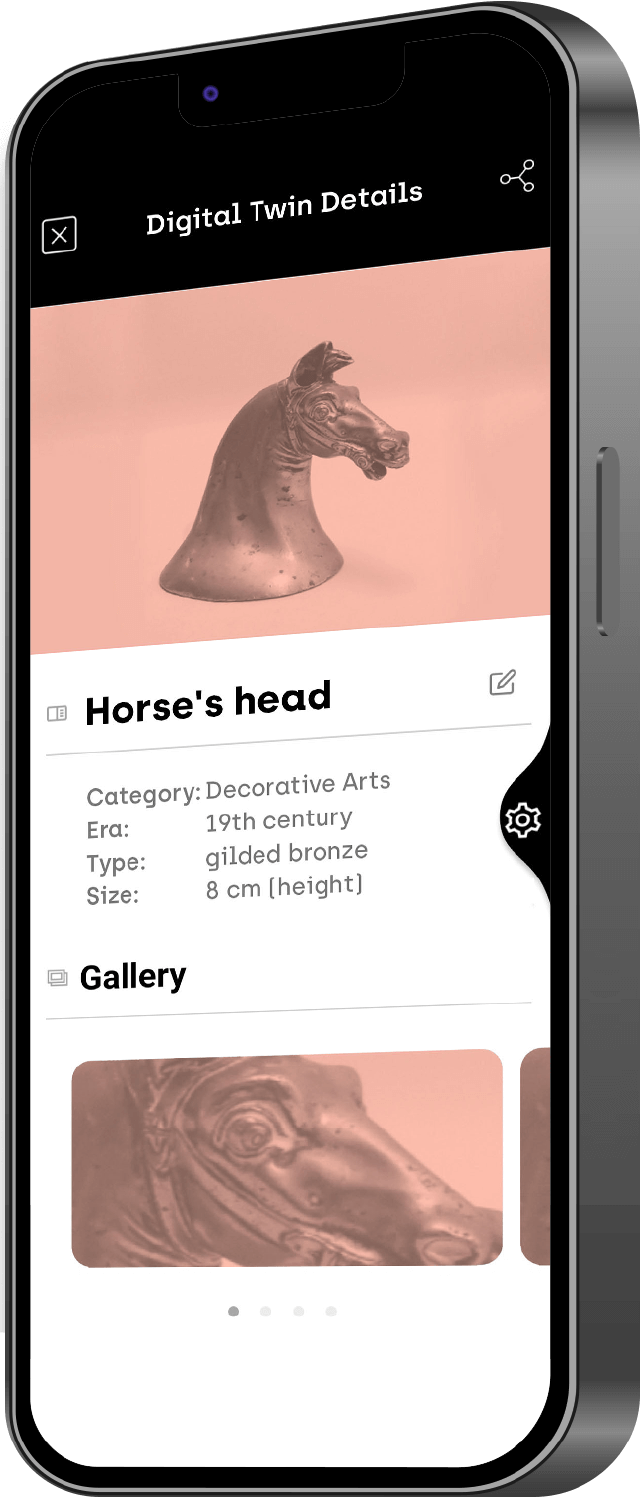 Digital Twin Details
Horse's head
Category: Decorative Arts
Era: 19th century
Type: gilded bronze
Size: 8 cm (height)
Gallery